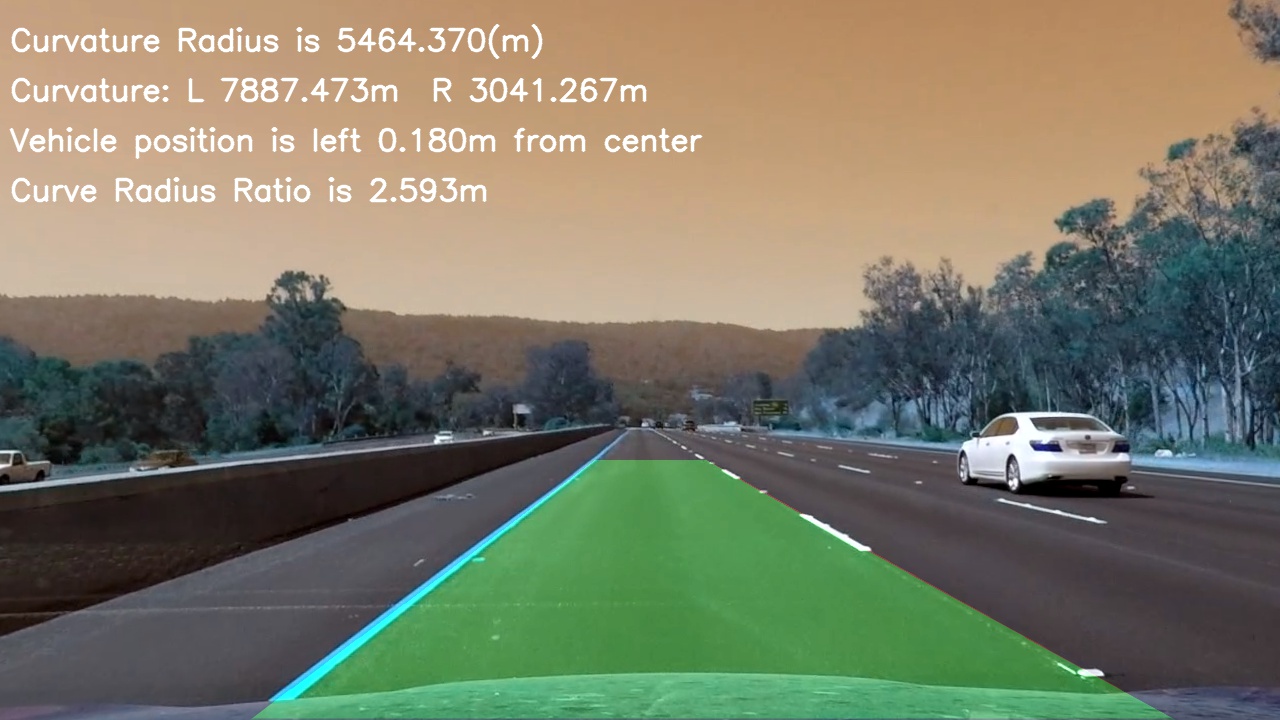 Curvature Radius is 5464.370(m)
Curvature: L 7887.473m R 3041.267m
Vehicle position is left 0.180m from center
Curve Radius Ratio is 2.593m